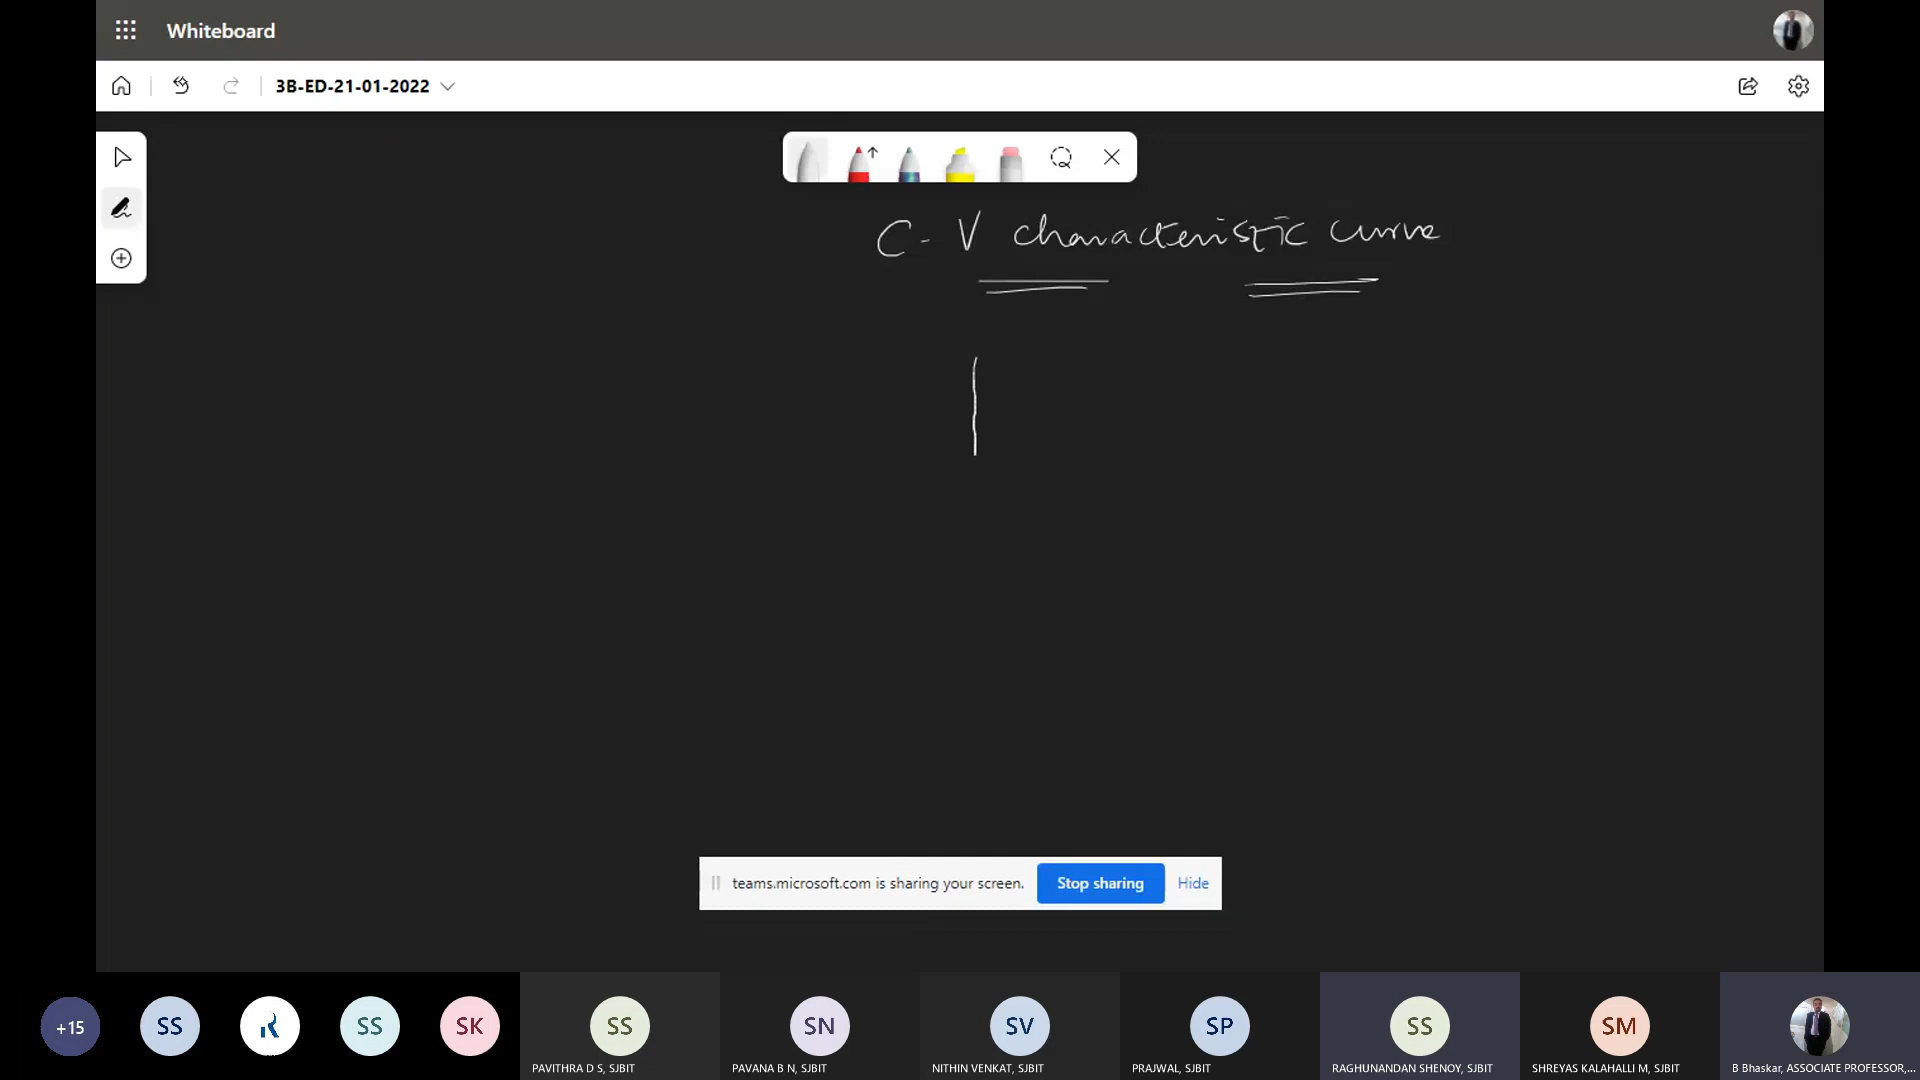 Whiteboard
3B-ED-21-01-2022
C-V characteristic curve
teams.microsoft.com is sharing your screen. Stop sharing Hide
+15 SS SS SK SS SN SV SP SS SM
PAVITHRA D S, SJBIT PAVANA B N, SJBIT NITHIN VENKAT, SJBIT PRAJWAL, SJBIT RAGHUNANDAN SHENOY, SJBIT SHREYAS KALAHALLI M, SJBIT B Bhaskar, ASSOCIATE PROFESSOR,...